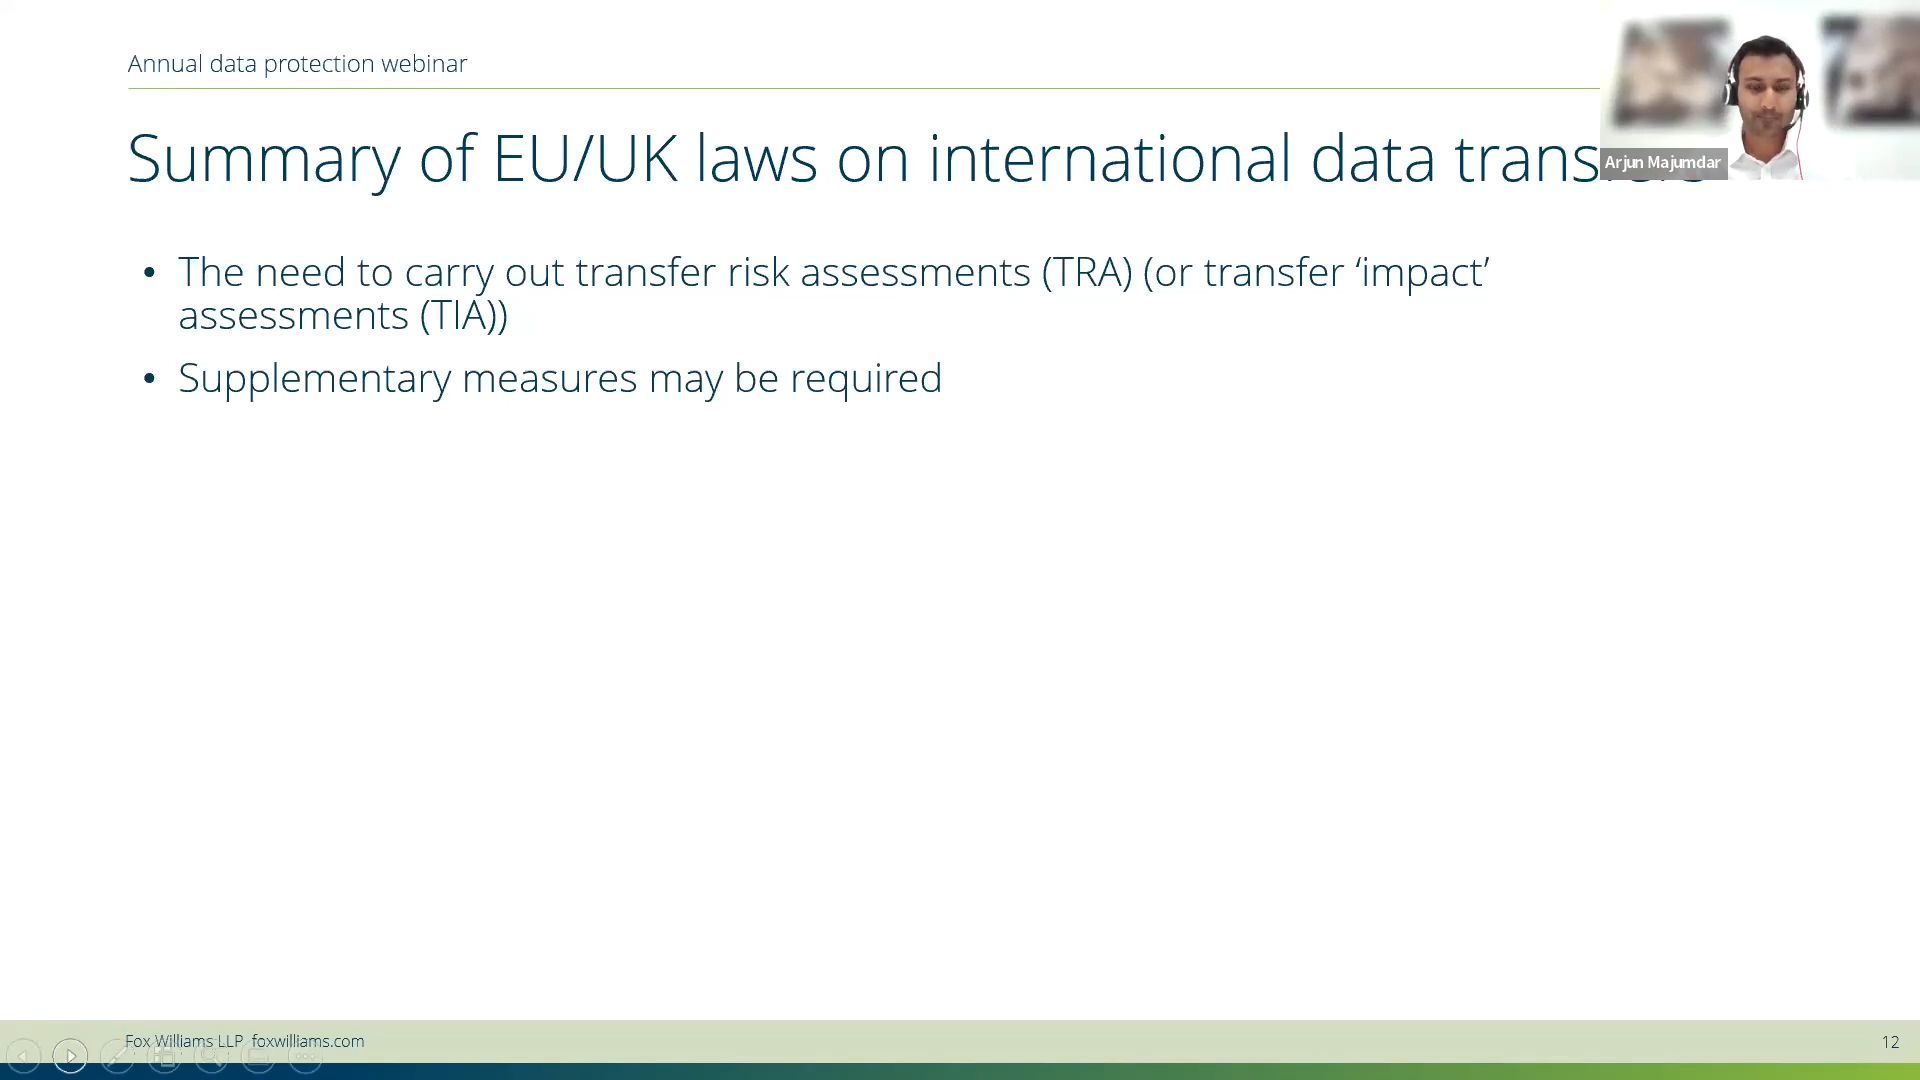 Annual data protection webinar
Summary of EU/UK laws on international data
Arjun Majumdar
• The need to carry out transfer risk assessments (TRA) (or transfer ‘impact’
assessments (TIA))
• Supplementary measures may be required
Fox Williams LLP foxwilliams.com
12